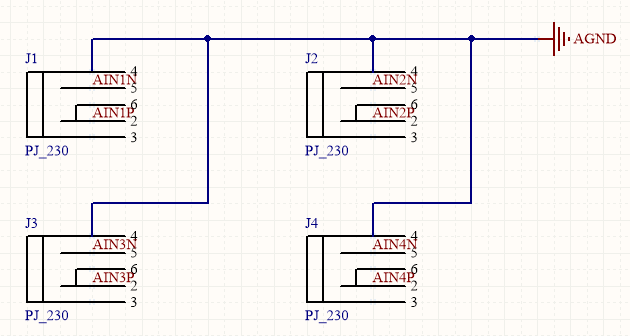 AGND
J1
4
AIN1N
5
6
AIN1P
2
3
PJ_230
J2
4
AIN2N
5
6
AIN2P
2
3
PJ_230
J3
4
AIN3N
5
6
AIN3P
2
3
PJ_230
J4
4
AIN4N
5
6
AIN4P
2
3
PJ_230